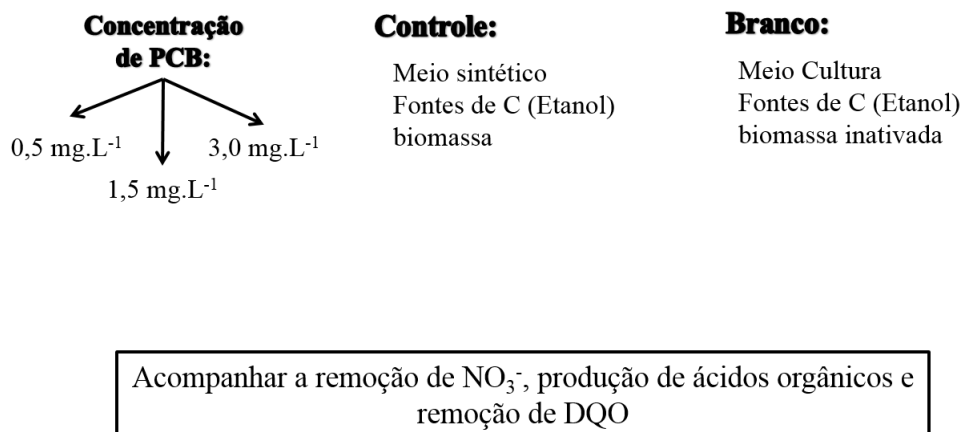 Concentração
de PCB:
0,5 mg.L⁻¹
3,0 mg.L⁻¹
1,5 mg.L⁻¹
Controle:
Meio sintético
Fontes de C (Etanol)
biomassa
Branco:
Meio Cultura
Fontes de C (Etanol)
biomassa inativada
Acompanhar a remoção de NO₃⁻, produção de ácidos orgânicos e
remoção de DQO